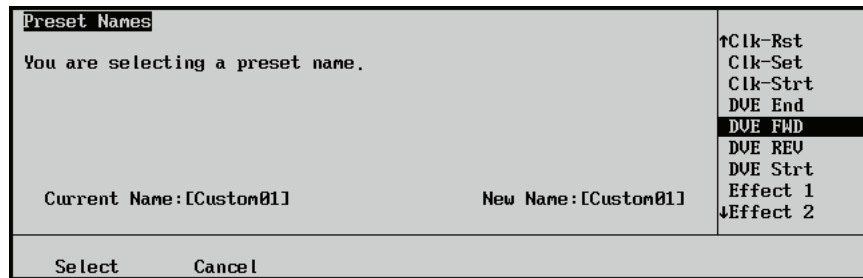 Preset Names
You are selecting a preset name.
Current Name:[Custom01] New Name:[Custom01]
↑Clk-Rst
Clk-Set
Clk-Strt
DVE End
DVE FWD
DVE REV
DVE Strt
Effect 1
↓Effect 2
Select Cancel